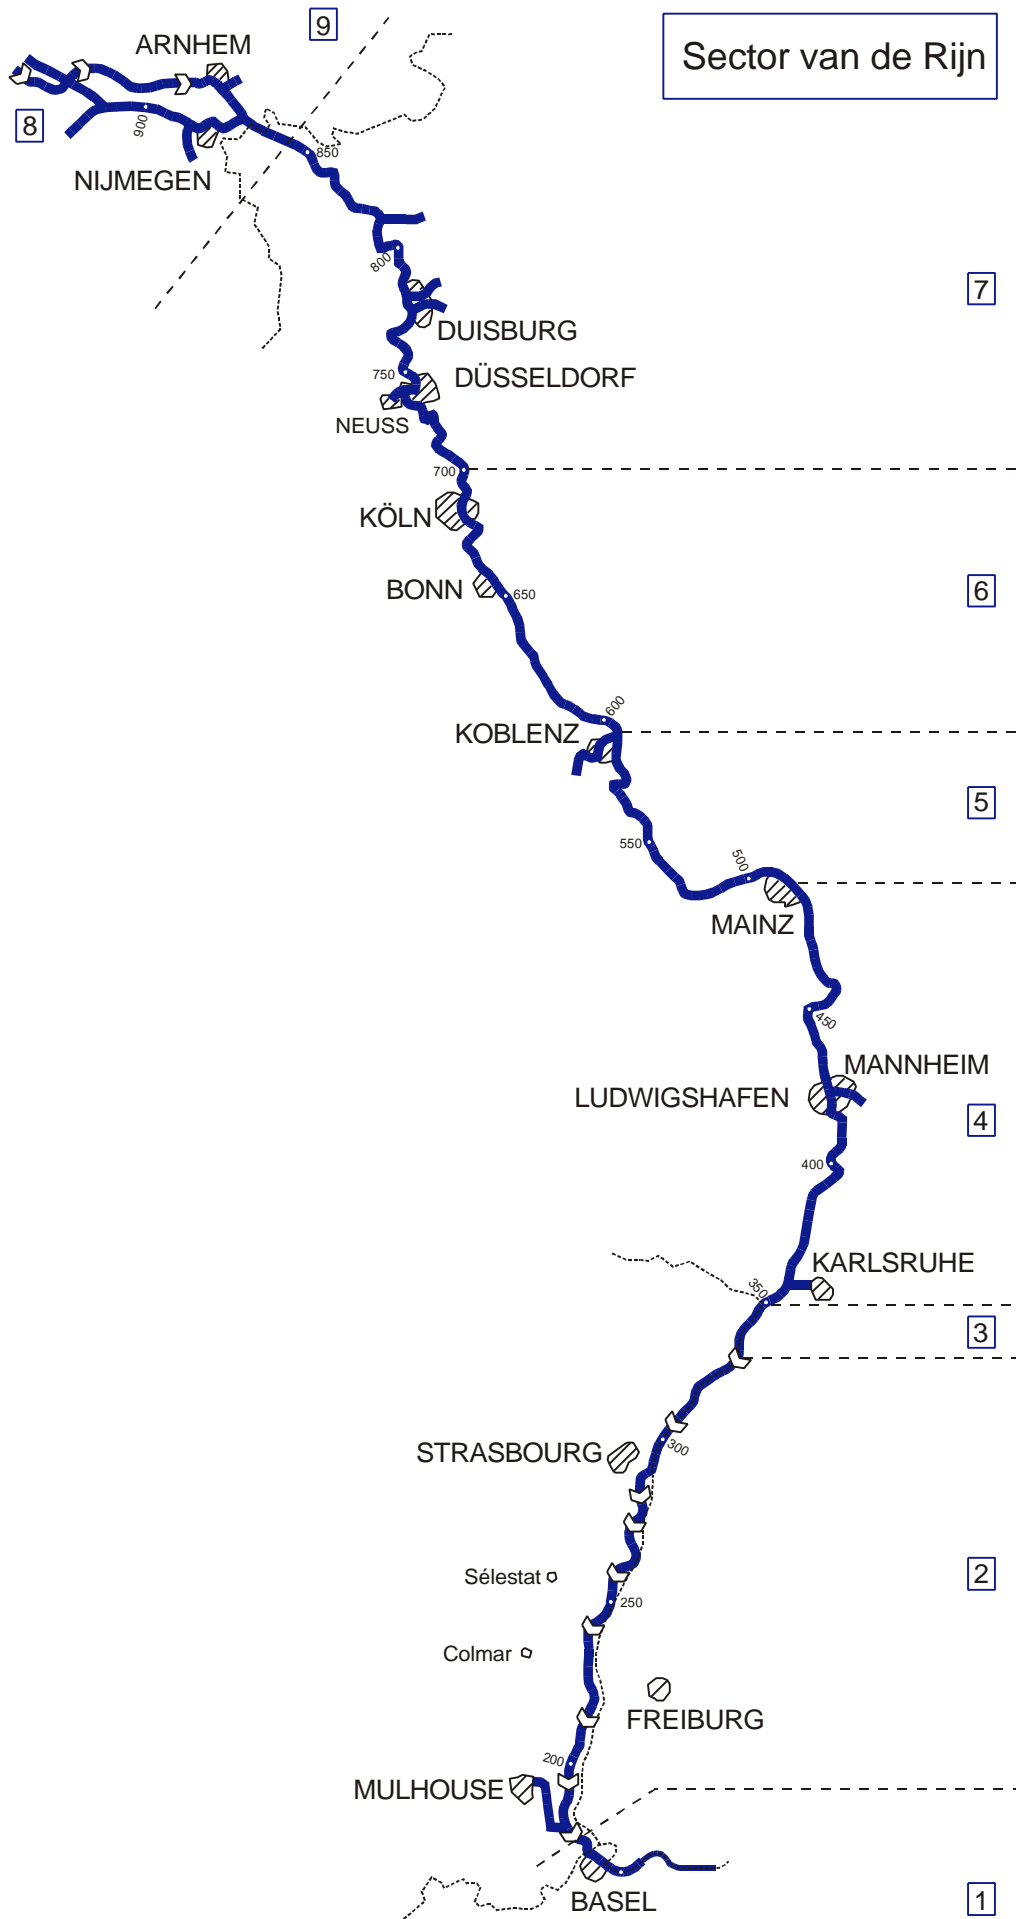 9
ARNHEM
Sector van de Rijn
8
900
850
NIJMEGEN
800
7
DUISBURG
750
DÜSSELDORF
NEUSS
700
KÖLN
BONN
650
6
600
KOBLENZ
5
550
500
MAINZ
450
MANNHEIM
LUDWIGSHAFEN
4
400
KARLSRUHE
350
3
STRASBOURG
300
Sélestat
2
250
Colmar
FREIBURG
200
MULHOUSE
BASEL
1